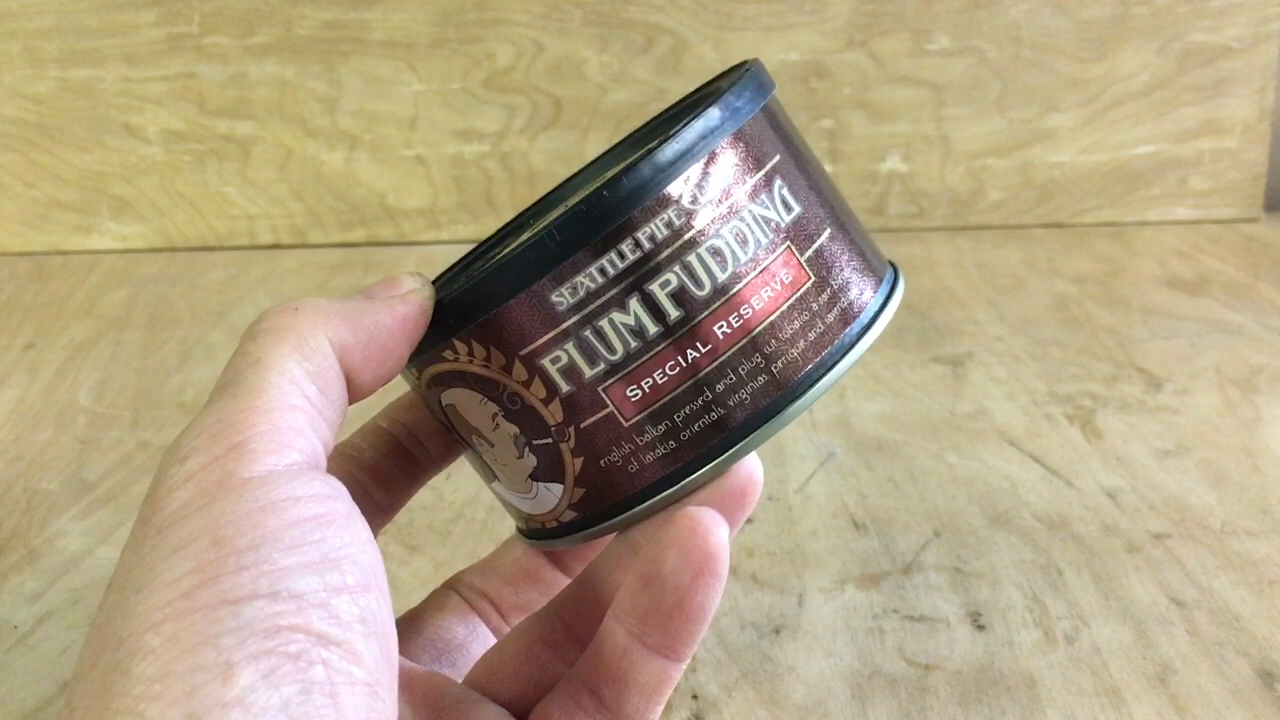 SEATTLE PIPE
PLUM PUDDING
SPECIAL RESERVE
english balkan pressed and plug cut tobacco, a rare
of latakia, orientals, virginias, perique and